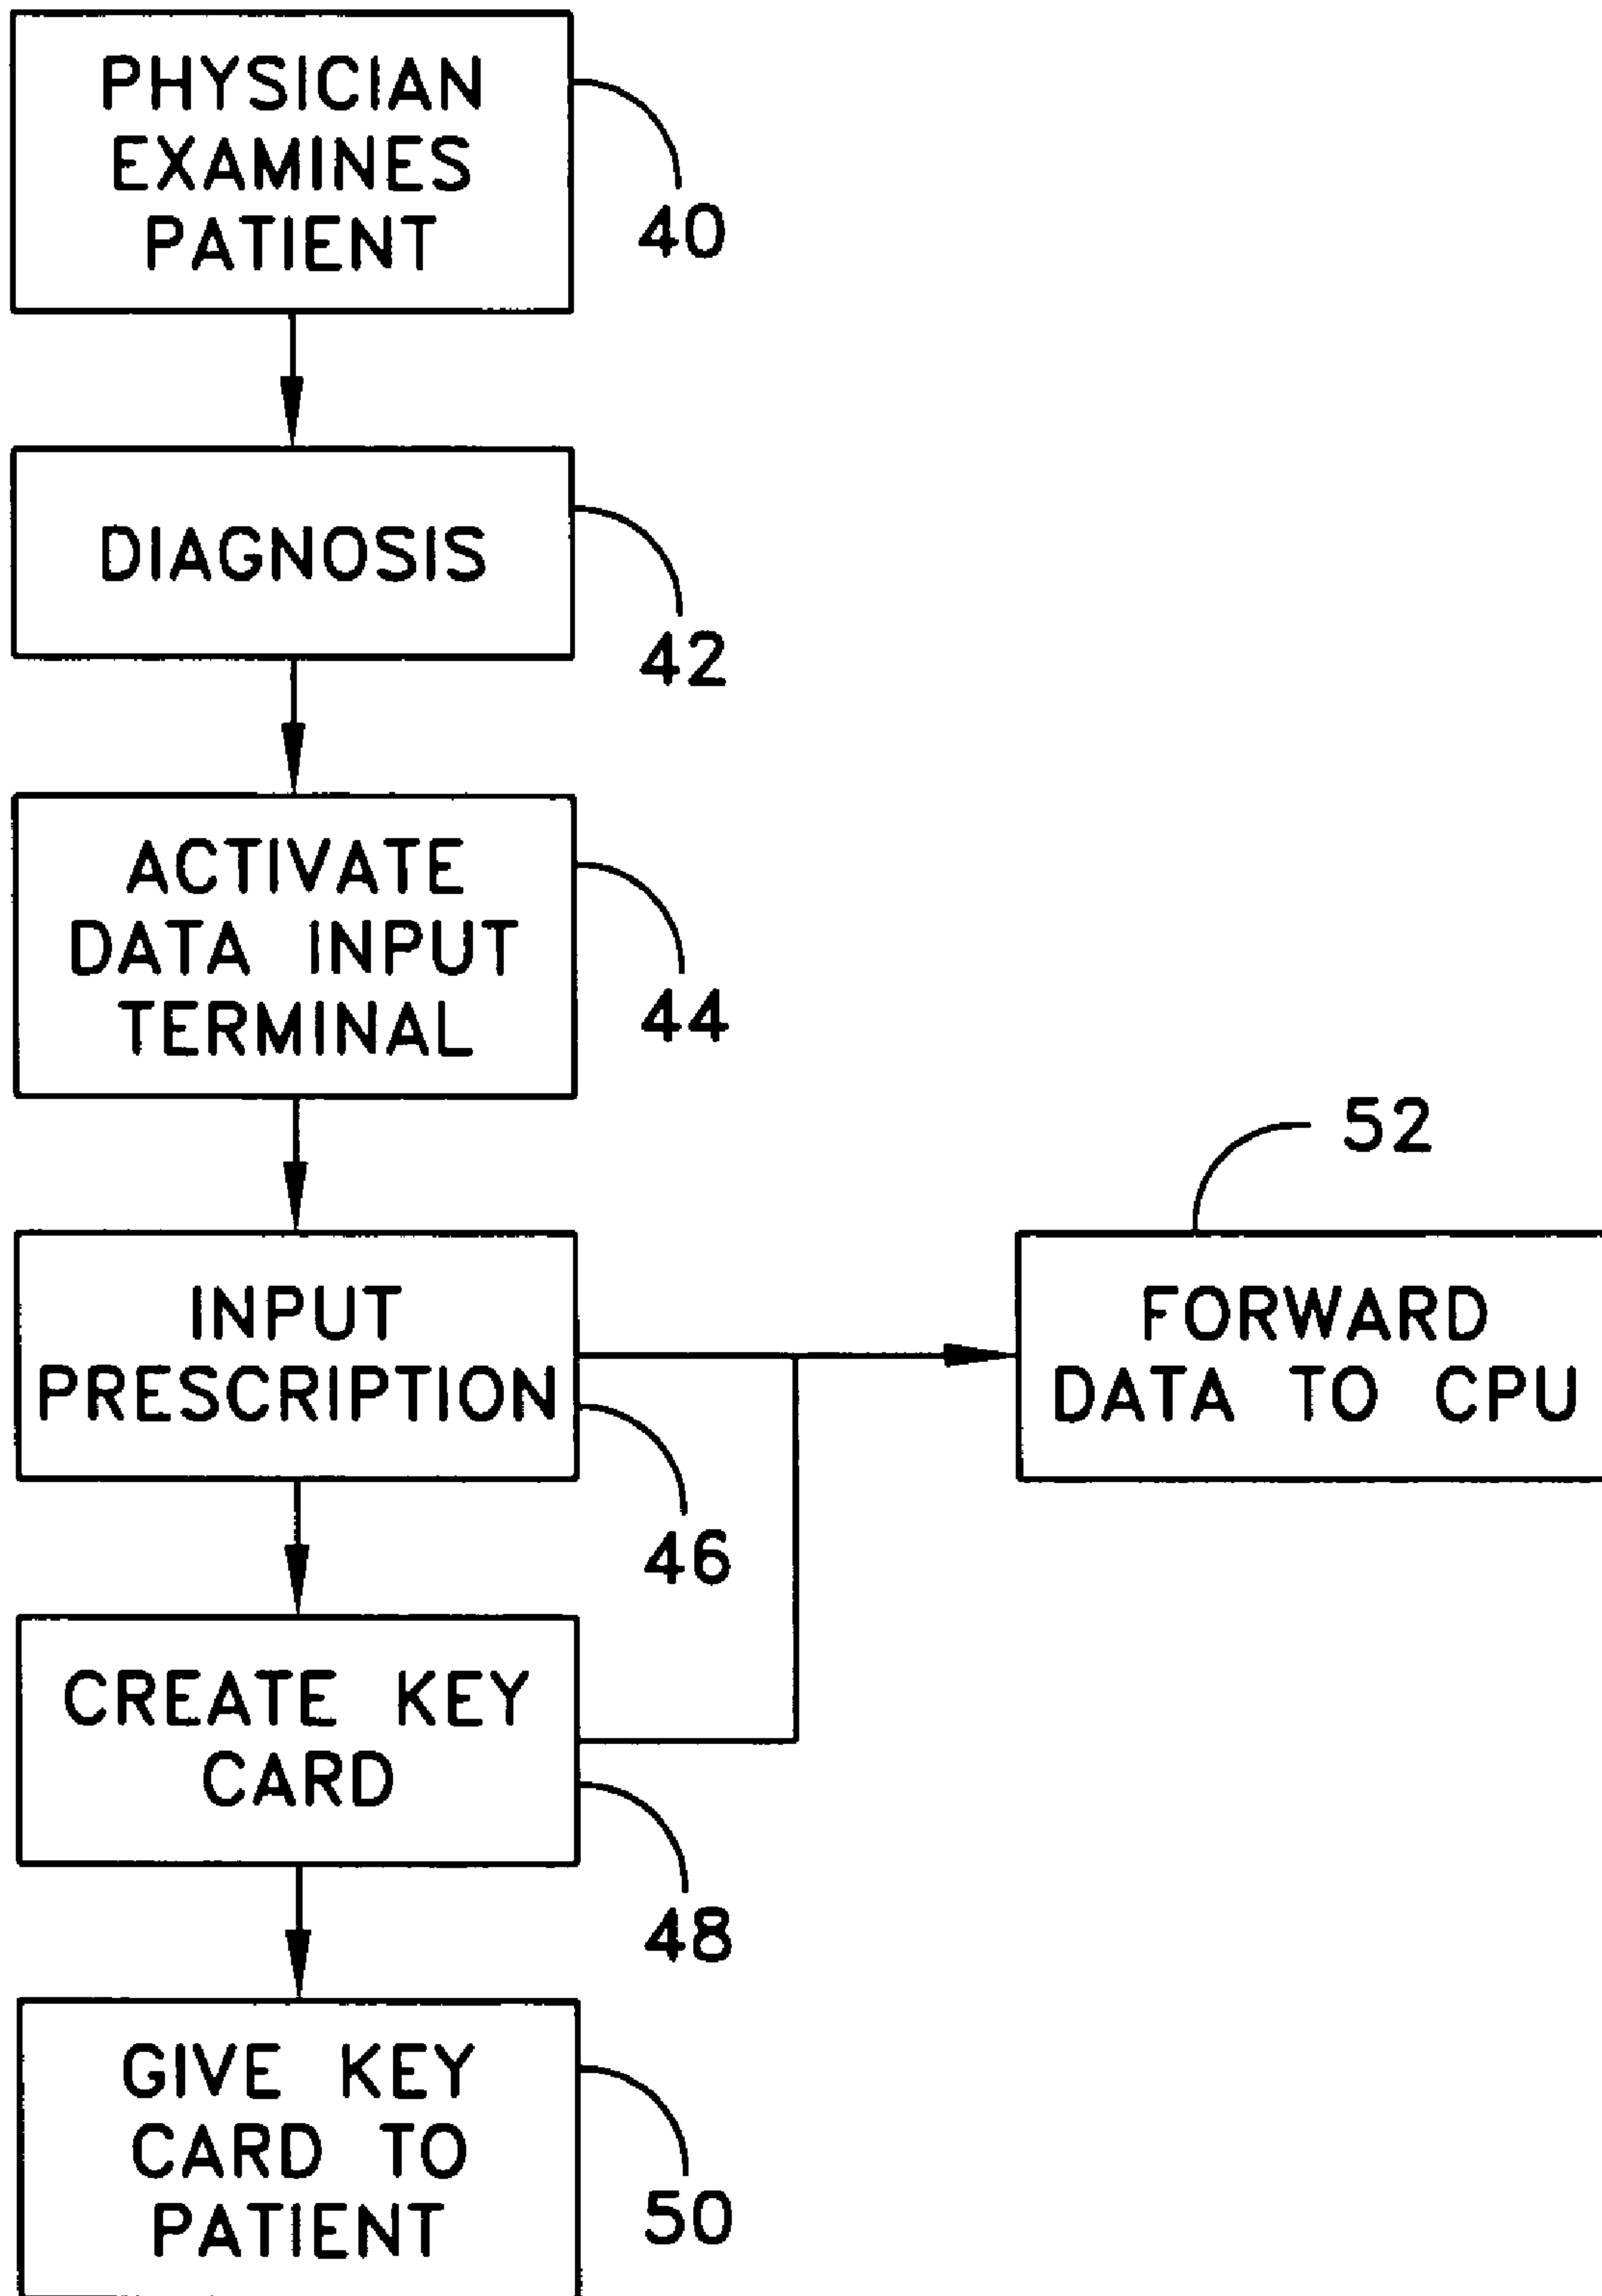 PHYSICIAN
EXAMINES
PATIENT
40
DIAGNOSIS
42
ACTIVATE
DATA INPUT
TERMINAL
44
INPUT
PRESCRIPTION
46
52
FORWARD
DATA TO CPU
CREATE KEY
CARD
48
GIVE KEY
CARD TO
PATIENT
50